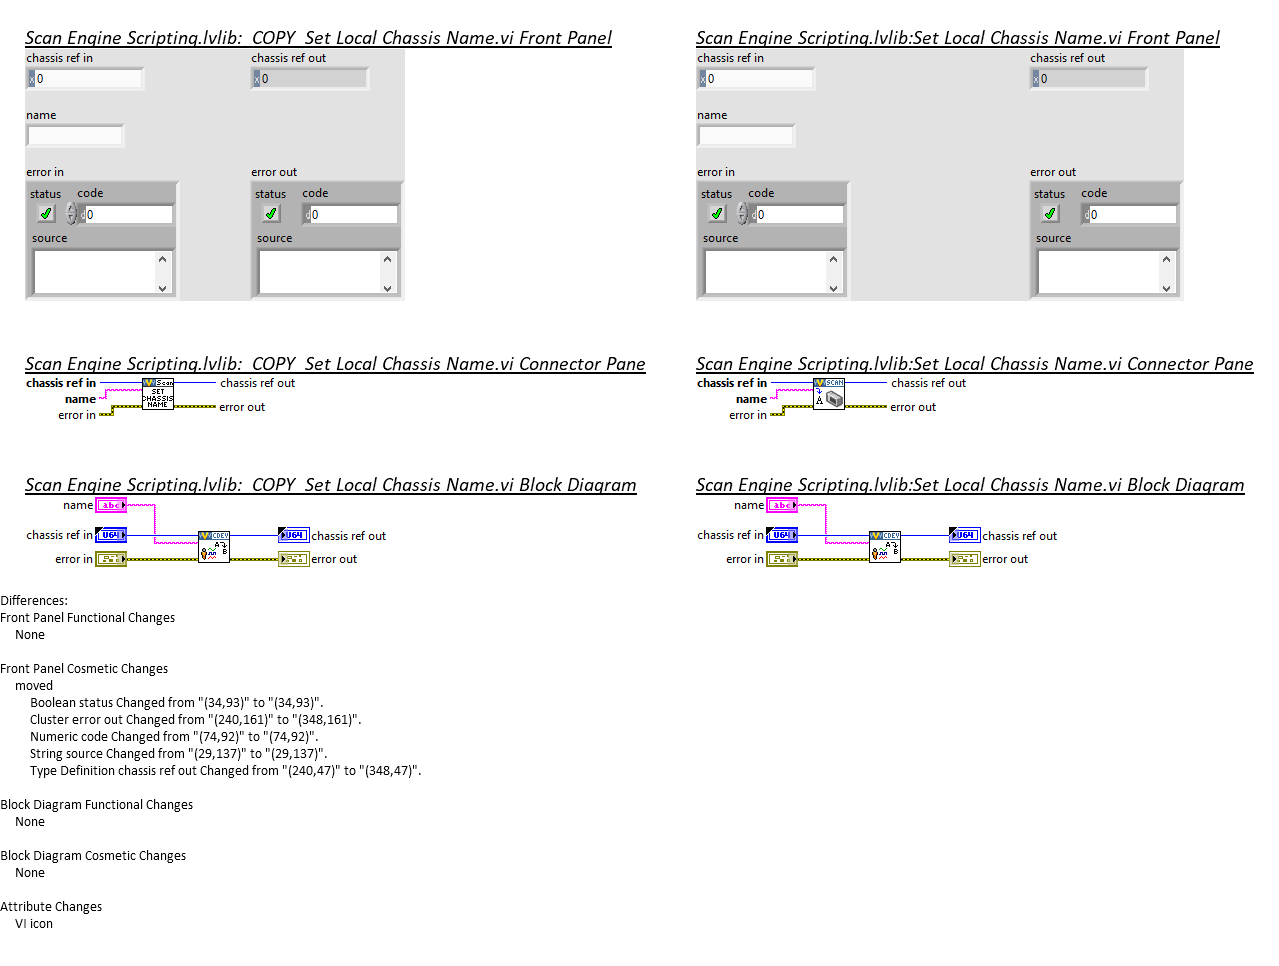 Scan Engine Scripting.lvlib:_COPY_Set Local Chassis Name.vi Front Panel
chassis ref in
chassis ref out
x 0
x 0
name
error in
error out
status
code
status
code
d 0
d 0
source
source
Scan Engine Scripting.lvlib:Set Local Chassis Name.vi Front Panel
chassis ref in
chassis ref out
x 0
x 0
name
error in
error out
status
code
status
code
d 0
d 0
source
source
Scan Engine Scripting.lvlib:_COPY_Set Local Chassis Name.vi Connector Pane
chassis ref in
name
error in
Scan
SET
CHASSIS
NAME
chassis ref out
error out
Scan Engine Scripting.lvlib:Set Local Chassis Name.vi Connector Pane
chassis ref in
name
error in
SCAN
A
chassis ref out
error out
Scan Engine Scripting.lvlib:_COPY_Set Local Chassis Name.vi Block Diagram
name
abc
chassis ref in
U64
CDEV
A
B
U64
chassis ref out
error in
error out
Scan Engine Scripting.lvlib:Set Local Chassis Name.vi Block Diagram
name
abc
chassis ref in
U64
CDEV
A
B
U64
chassis ref out
error in
error out
Differences:
Front Panel Functional Changes
None
Front Panel Cosmetic Changes
moved
Boolean status Changed from "(34,93)" to "(34,93)".
Cluster error out Changed from "(240,161)" to "(348,161)".
Numeric code Changed from "(74,92)" to "(74,92)".
String source Changed from "(29,137)" to "(29,137)".
Type Definition chassis ref out Changed from "(240,47)" to "(348,47)".
Block Diagram Functional Changes
None
Block Diagram Cosmetic Changes
None
Attribute Changes
VI icon